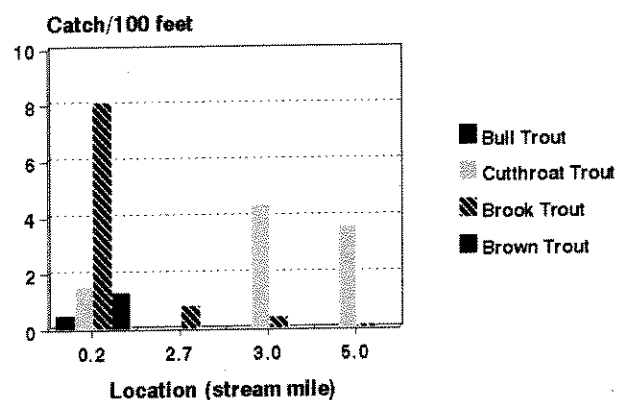 Catch/100 feet
10
8
6
4
2
0
0.2 2.7 3.0 5.0
Location (stream mile)
Bull Trout
Cutthroat Trout
Brook Trout
Brown Trout